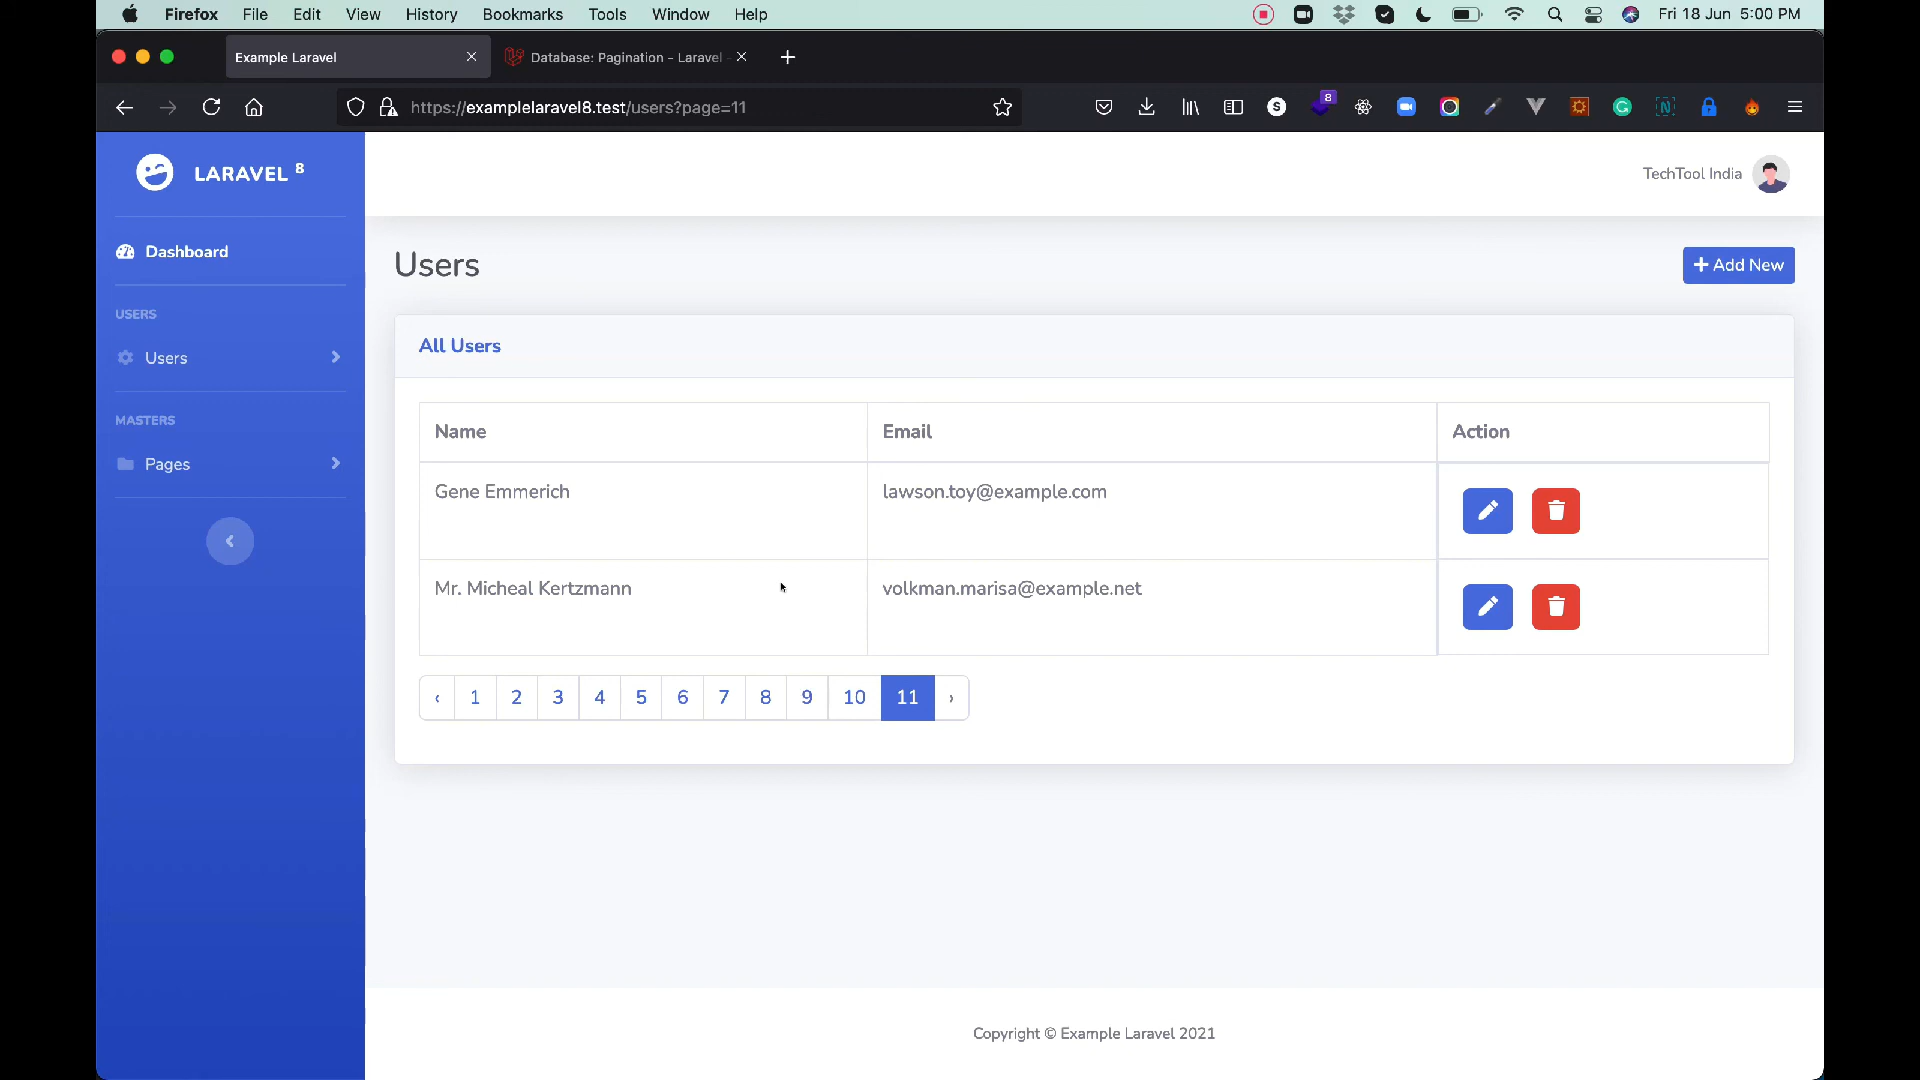 Firefox File Edit View History Bookmarks Tools Window Help Fri 18 Jun 5:00 PM
Example Laravel Database: Pagination - Laravel
https://examplelaravel8.test/users?page=11 8
LARAVEL 8
TechTool India
Dashboard
Users
+ Add New
USERS
All Users
Users
MASTERS
Name Email Action
Pages
Gene Emmerich lawson.toy@example.com
Mr. Micheal Kertzmann volkman.marisa@example.net
‹ 1 2 3 4 5 6 7 8 9 10 11 ›
Copyright © Example Laravel 2021